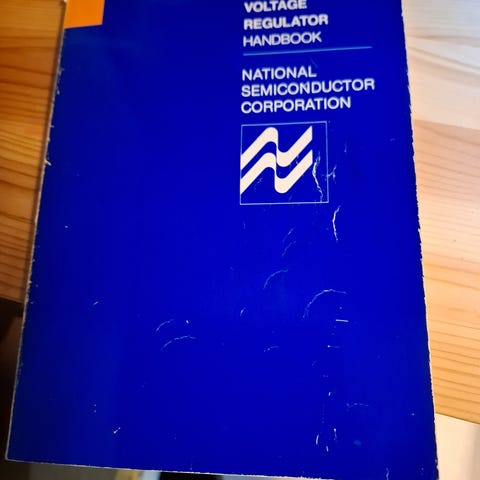 VOLTAGE
REGULATOR
HANDBOOK
NATIONAL
SEMICONDUCTOR
CORPORATION